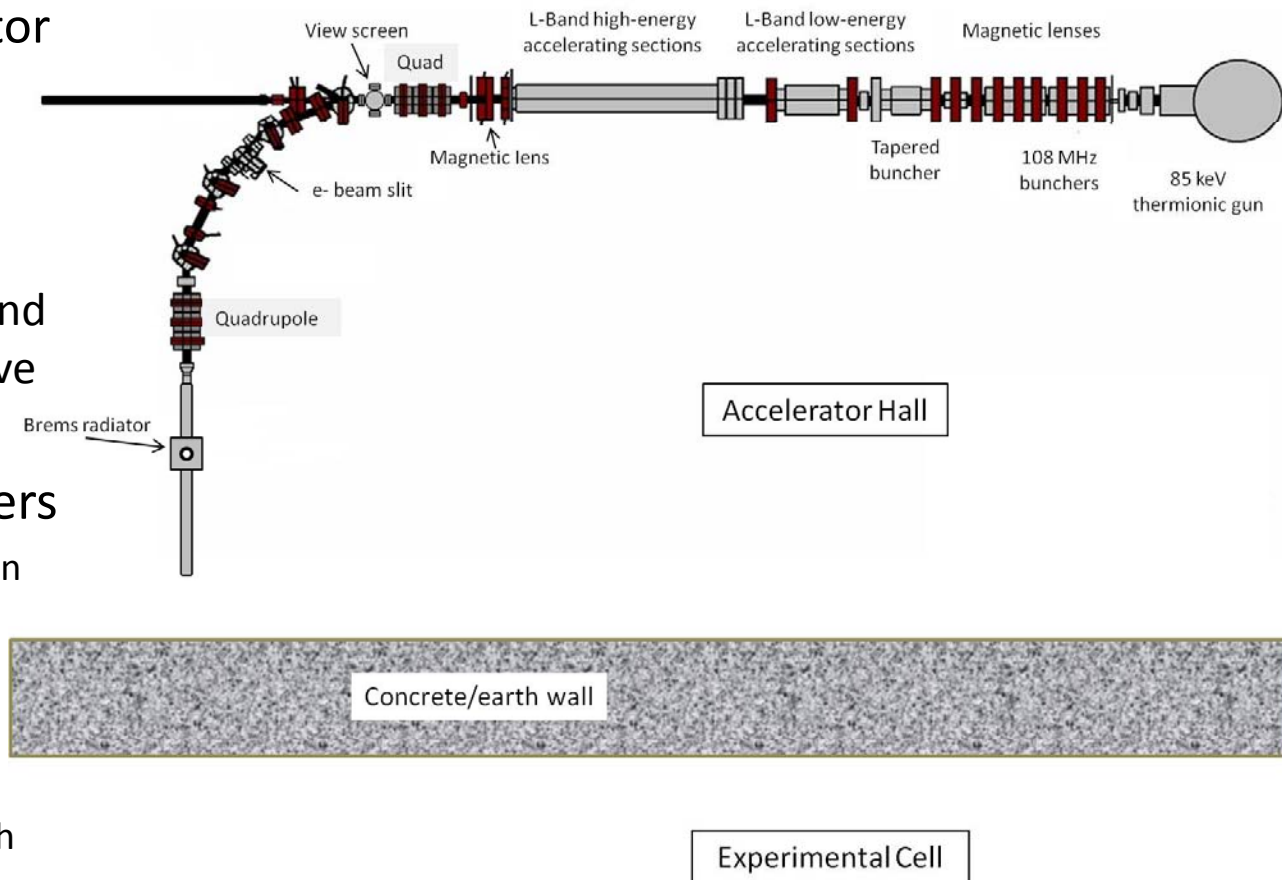 tor
nd
ve
ers
n
h
L-Band high-energy
accelerating sections
L-Band low-energy
accelerating sections
Magnetic lenses
View screen
Quad
Magnetic lens
Tapered
buncher
108 MHz
bunchers
85 keV
thermionic gun
e- beam slit
Quadrupole
Brems radiator
Accelerator Hall
Concrete/earth wall
Experimental Cell